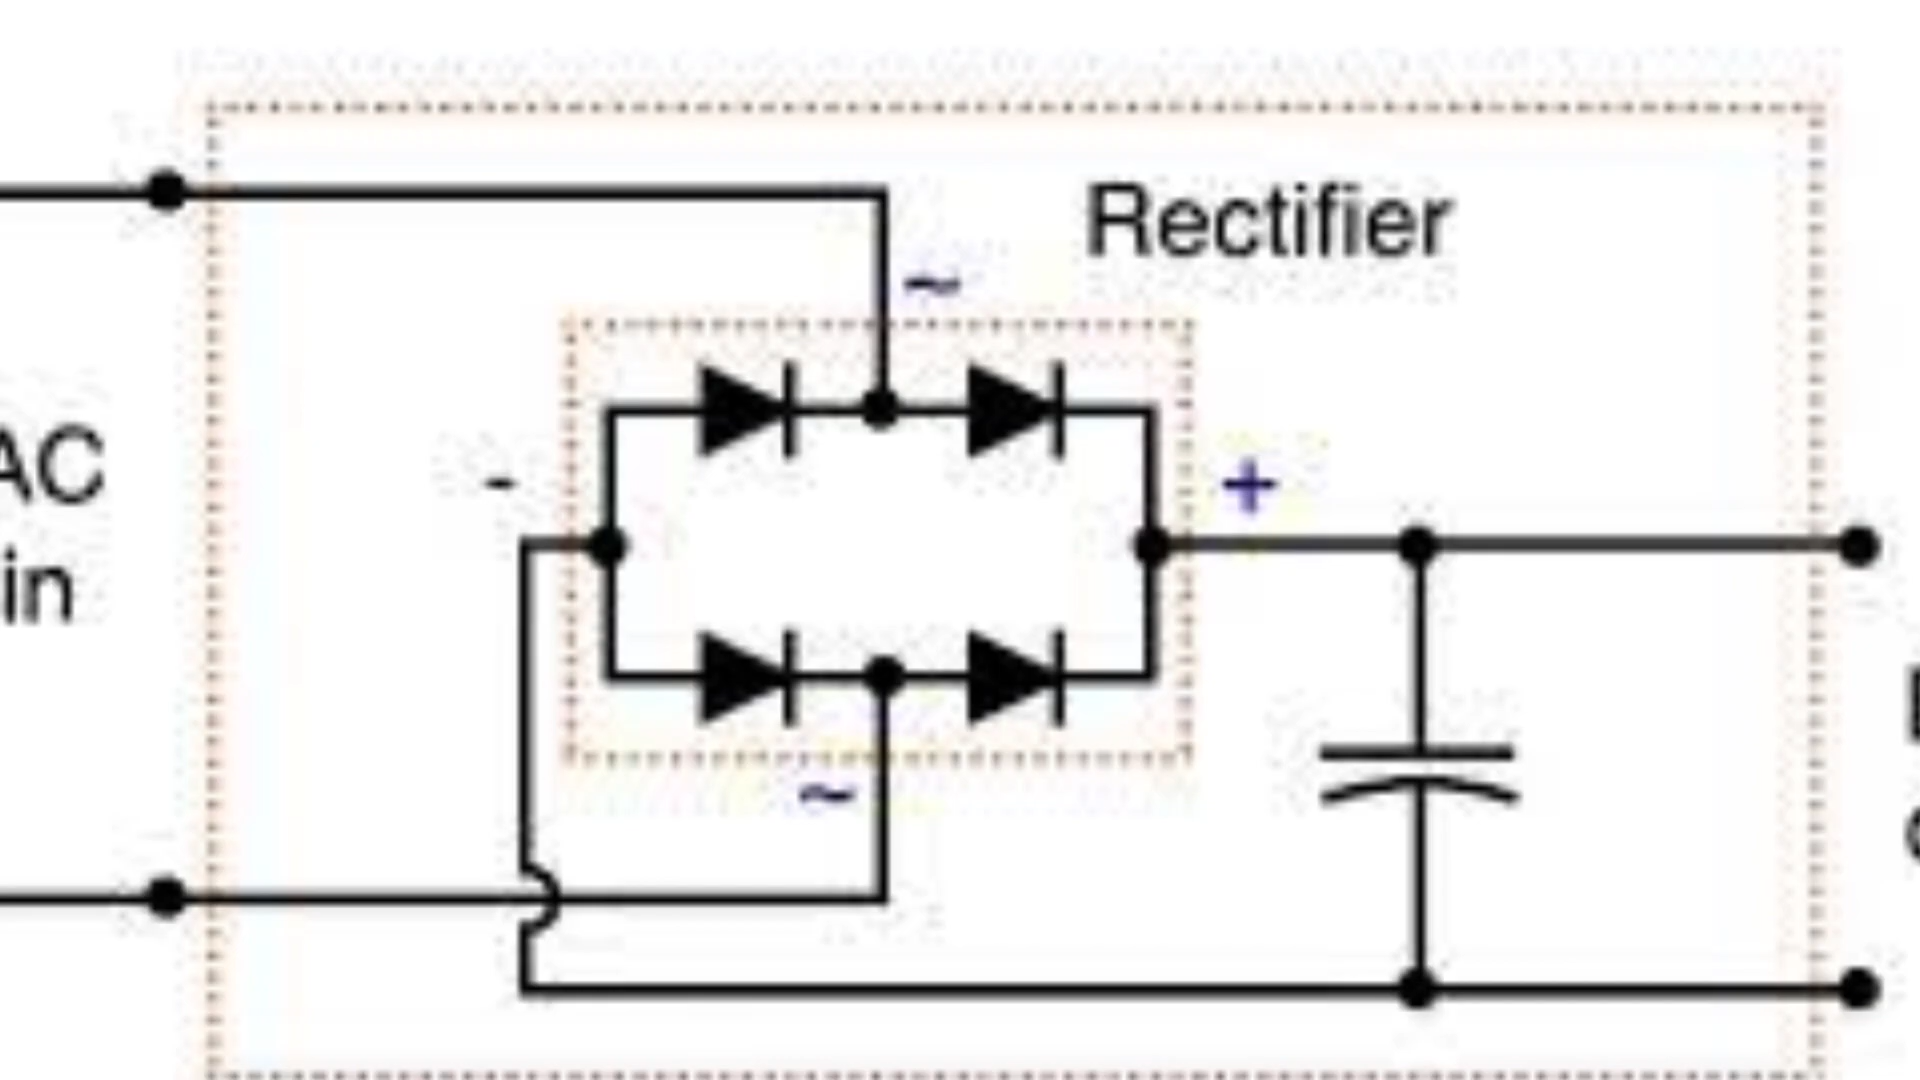 Rectifier
~
AC
-
+
in
~